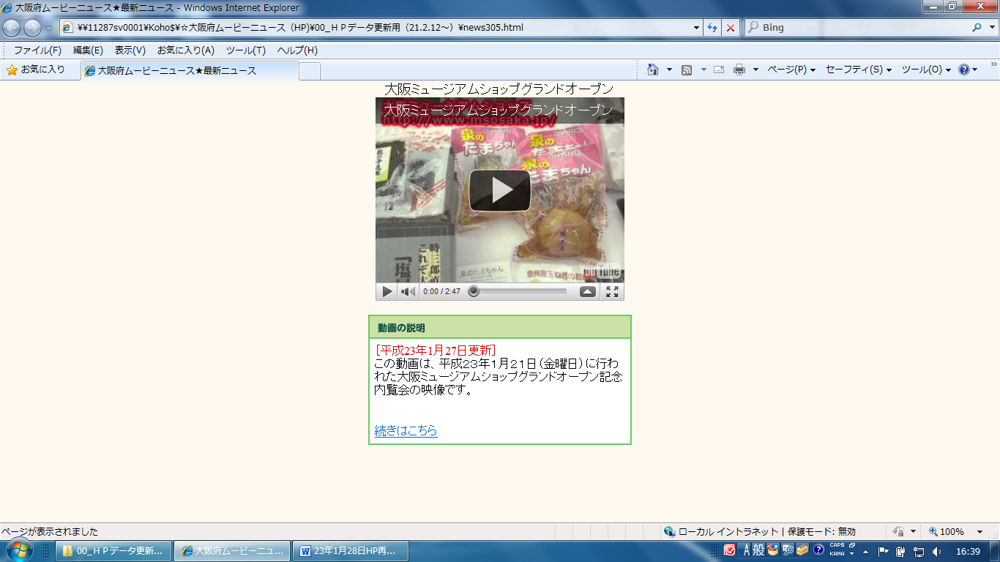 大阪府ムービーニュース★最新ニュース - Windows Internet Explorer
¥¥11287sv0001¥Koho$¥☆大阪府ムービーニュース（HP)¥00_ＨＰデータ更新用（21.2.12～）¥news305.html
Bing
ファイル(F) 編集(E) 表示(V) お気に入り(A) ツール(T) ヘルプ(H)
お気に入り 大阪府ムービーニュース★最新ニュース ページ(P) セーフティ(S) ツール(O)
大阪ミュージアムショップグランドオープン
大阪ミュージアムショップグランドオープン
http://www.msosaka.jp/
泉の
たまちゃん
泉の
たまちゃん
泉のたまちゃん
YouTube
0:00 / 2:47
動画の説明
[平成23年1月27日更新]
この動画は、平成２３年１月２１日（金曜日）に行わ
れた大阪ミュージアムショップグランドオープン記念
内覧会の映像です。
続きはこちら
ページが表示されました ローカル イントラネット | 保護モード: 無効 100%
00_ＨＰデータ更新... 大阪府ムービーニュ... 23年1月28日HP再... A 般 CAPS KANA 16:39